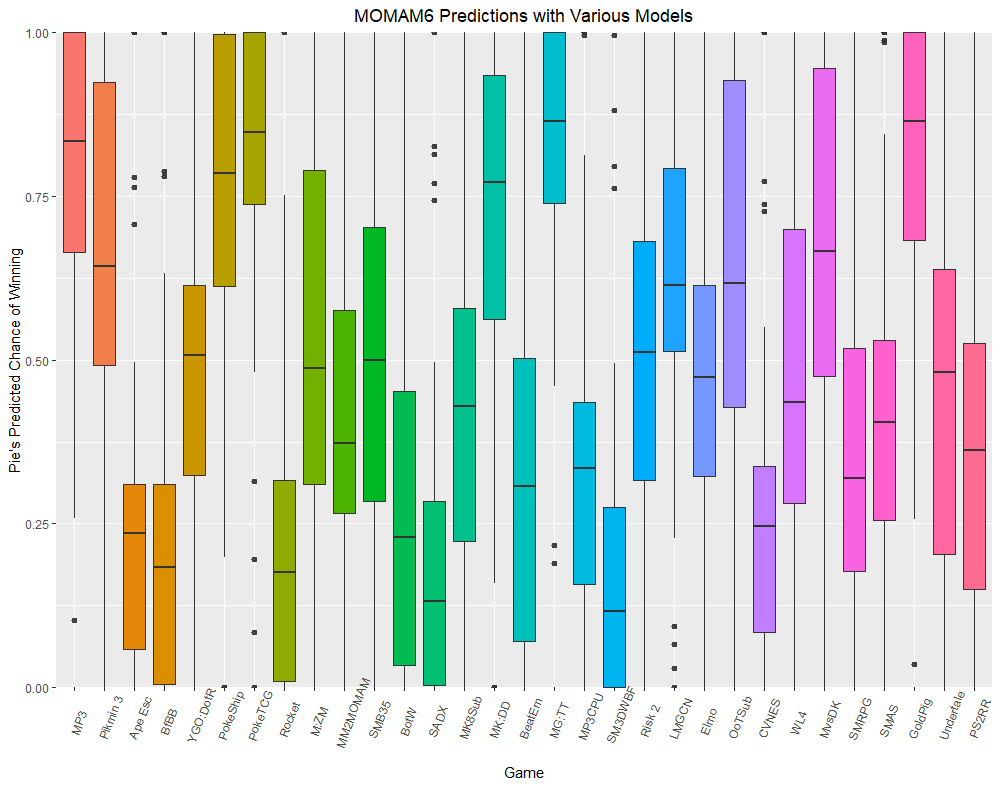 MOMAM6 Predictions with Various Models
Pie's Predicted Chance of Winning
1.00
0.75
0.50
0.25
0.00
MP3
Pikmin 3
Ape Esc
BfBB
YGO:DotR
PokeShip
PokeTCG
Rocket
M:ZM
MM2MOMAM
SMB35
BotW
SADX
MK8Sub
MK:DD
BeatEm
MG:TT
MP3CPU
SM3DWBF
Risk 2
LMGCN
Elmo
OoTSub
CVNES
WL4
MvsDK
SMRPG
SMAS
GoldPig
Undertale
PS2RR
Game